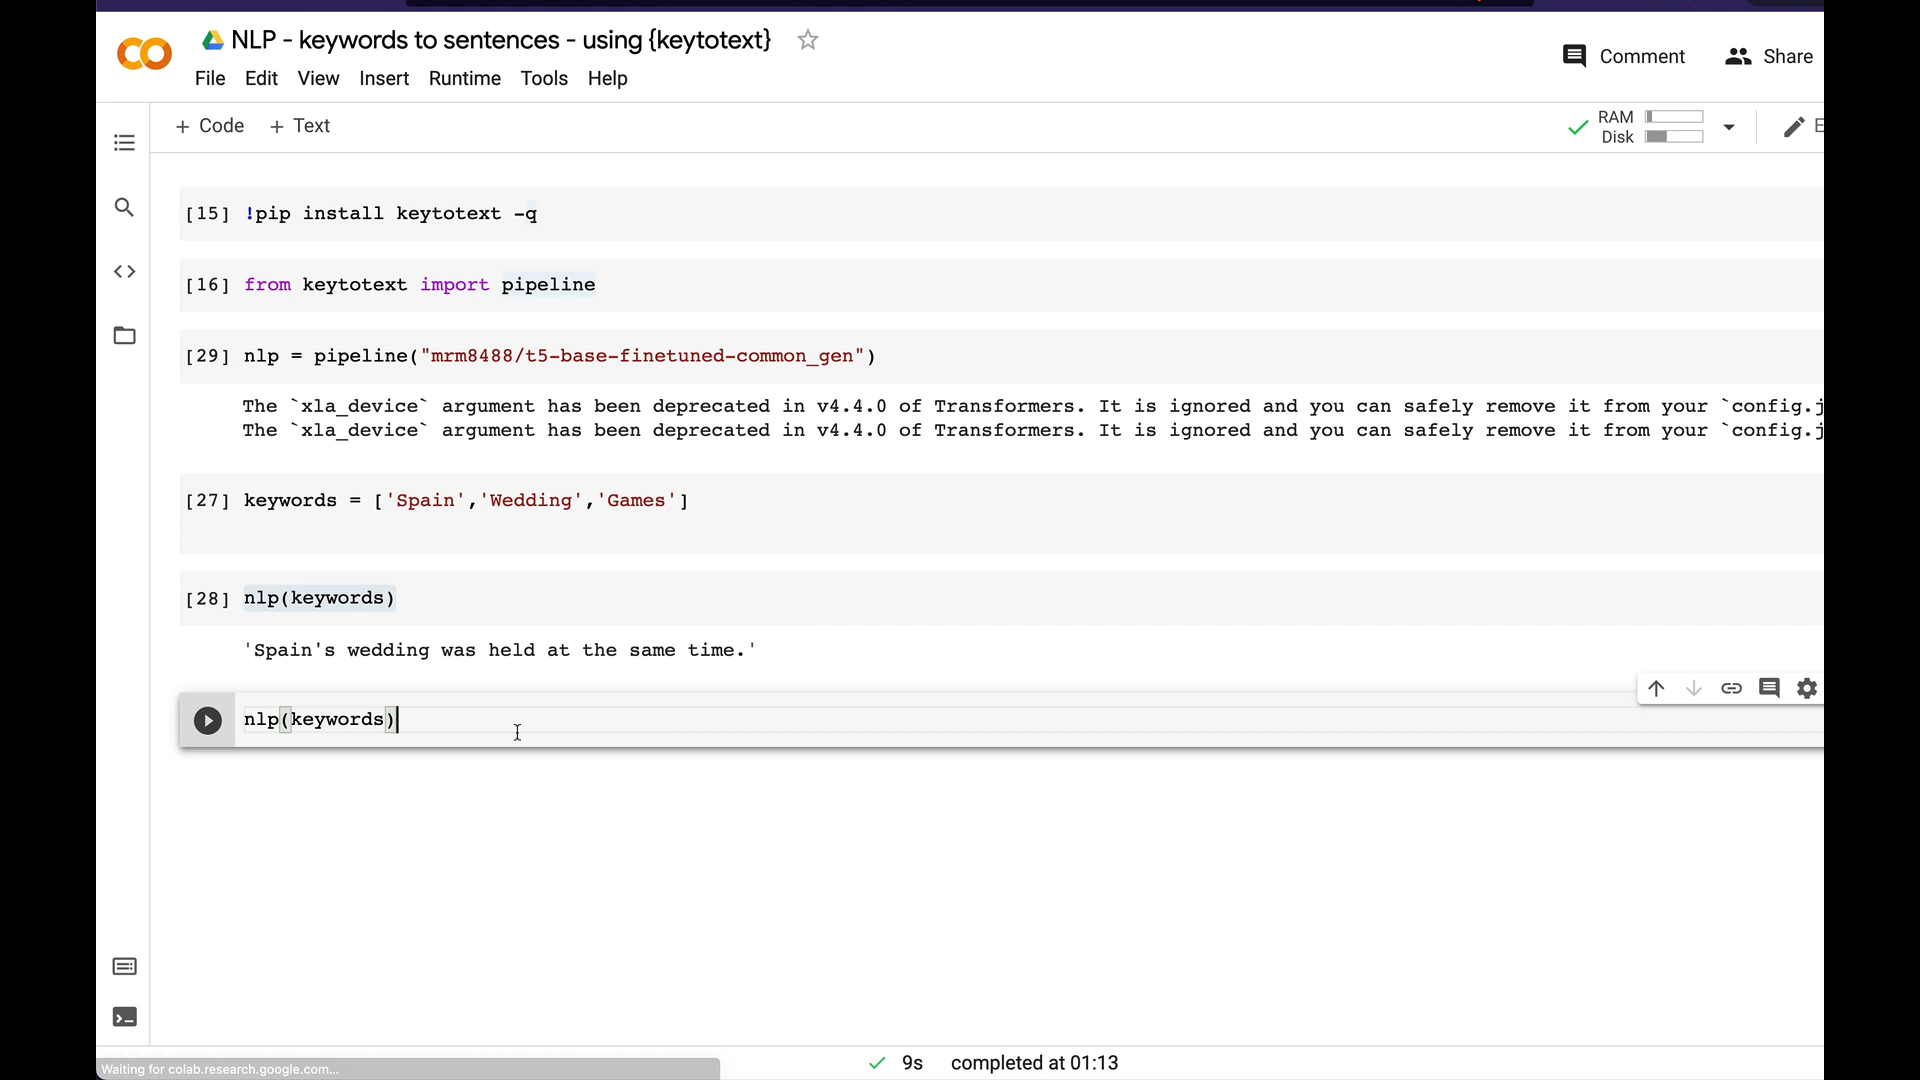 NLP - keywords to sentences - using {keytotext}
Comment
Share
File Edit View Insert Runtime Tools Help
+ Code + Text
RAM
Disk
E
[15] !pip install keytotext -q
[16] from keytotext import pipeline
[29] nlp = pipeline("mrm8488/t5-base-finetuned-common_gen")
The `xla_device` argument has been deprecated in v4.4.0 of Transformers. It is ignored and you can safely remove it from your `config.j
The `xla_device` argument has been deprecated in v4.4.0 of Transformers. It is ignored and you can safely remove it from your `config.j
[27] keywords = ['Spain','Wedding','Games']
[28] nlp(keywords)
'Spain's wedding was held at the same time.'
nlp(keywords)
9s completed at 01:13
Waiting for colab.research.google.com...